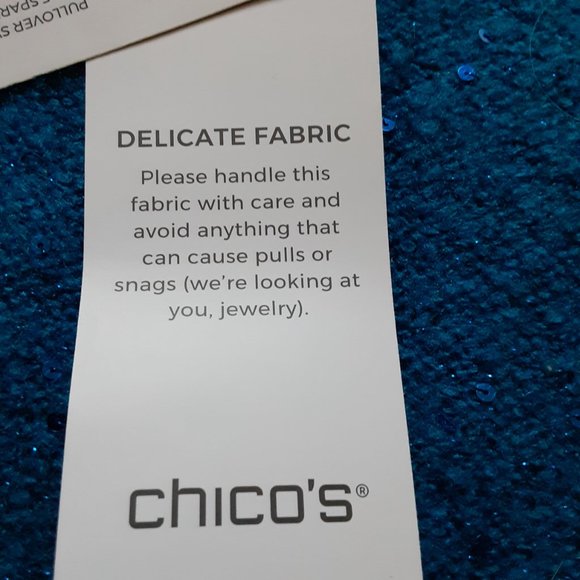 PULLOVER
DELICATE FABRIC
Please handle this
fabric with care and
avoid anything that
can cause pulls or
snags (we're looking at
you, jewelry).
chico's®